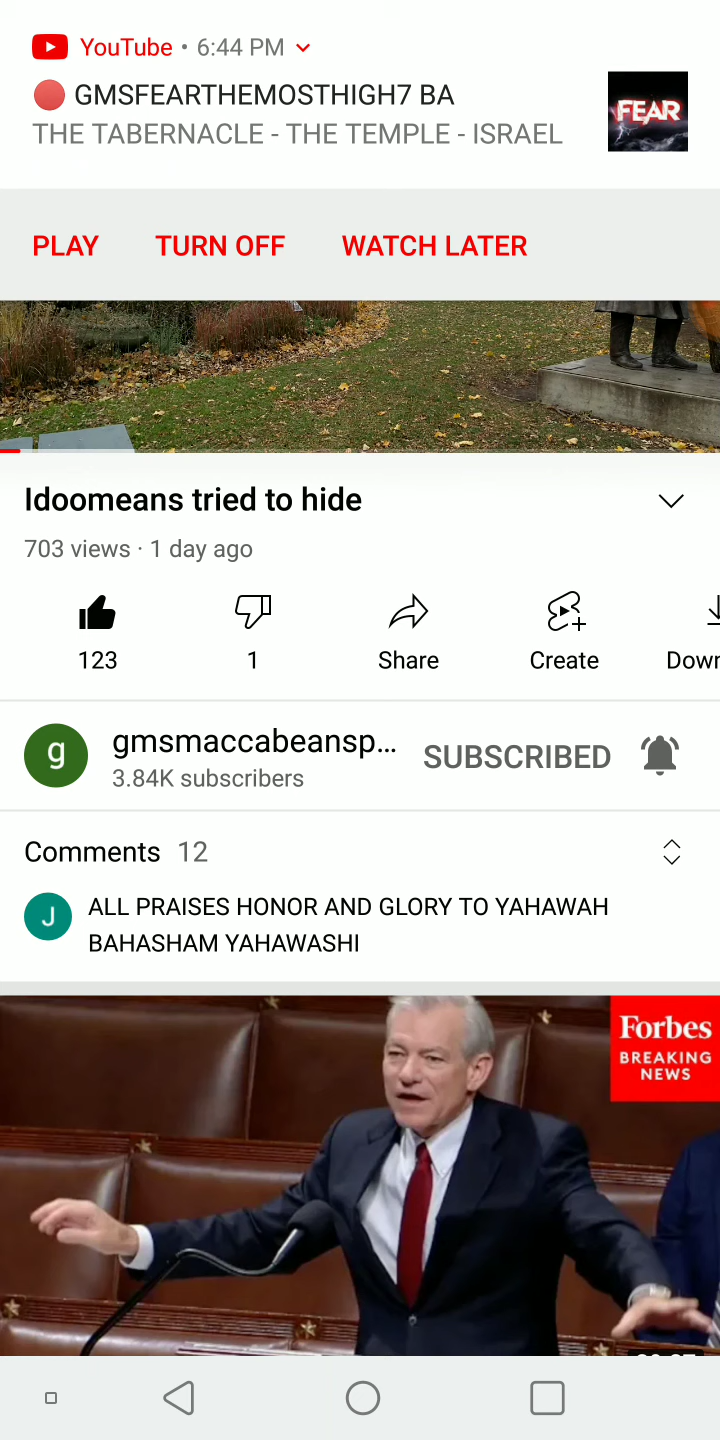 YouTube • 6:44 PM
🔴 GMSFEARTHEMOSTHIGH7 BA
THE TABERNACLE - THE TEMPLE - ISRAEL
FEAR
PLAY TURN OFF WATCH LATER
Idoomeans tried to hide
703 views · 1 day ago
123 1 Share Create
gmsmaccabeansp...
SUBSCRIBED
3.84K subscribers
Comments 12
J
ALL PRAISES HONOR AND GLORY TO YAHAWAH
BAHASHAM YAHAWASHI
Forbes
BREAKING
NEWS